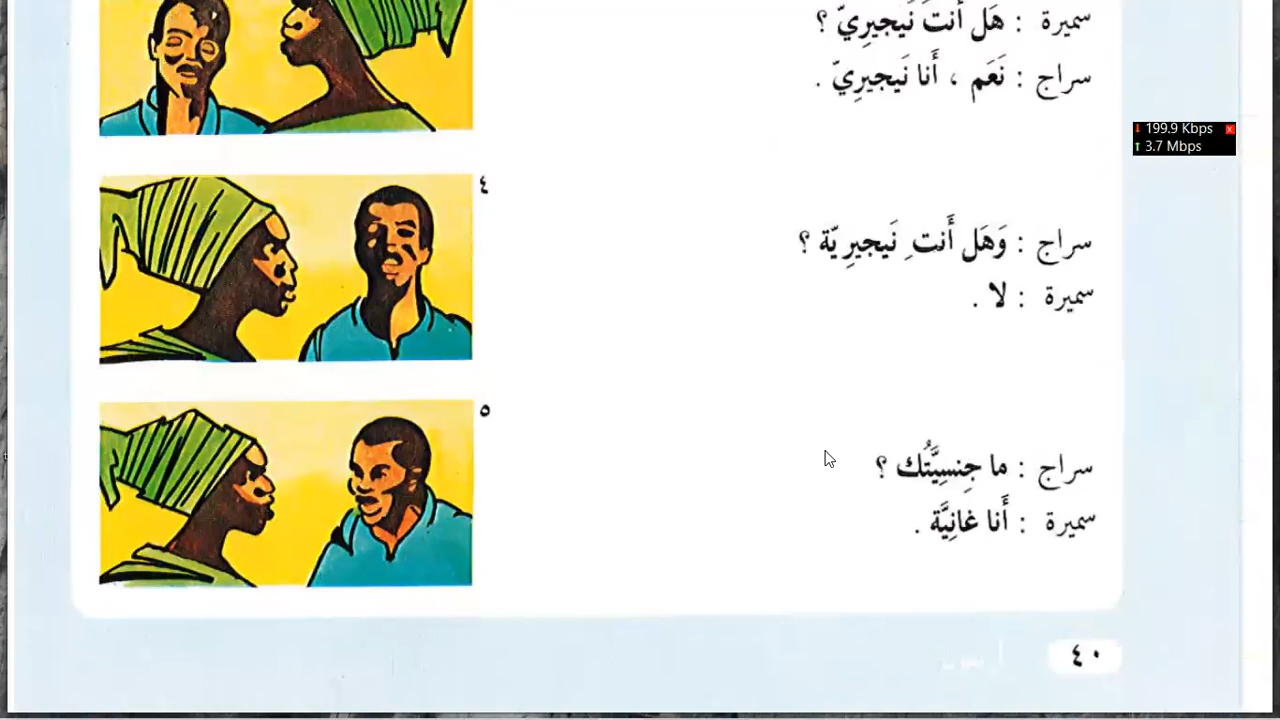 سميرة : هَل أَنتَ نَيجيرِيّ ؟
سراج : نَعَم ، أَنا نَيجيرِيّ .
199.9 Kbps x
3.7 Mbps
٤
سراج : وَهَل أَنتِ نَيجيرِيّة ؟
سميرة : لا .
٥
سراج : ما جِنسِيَّتُك ؟
سميرة : أَنا غانِيَّة .
٤٠